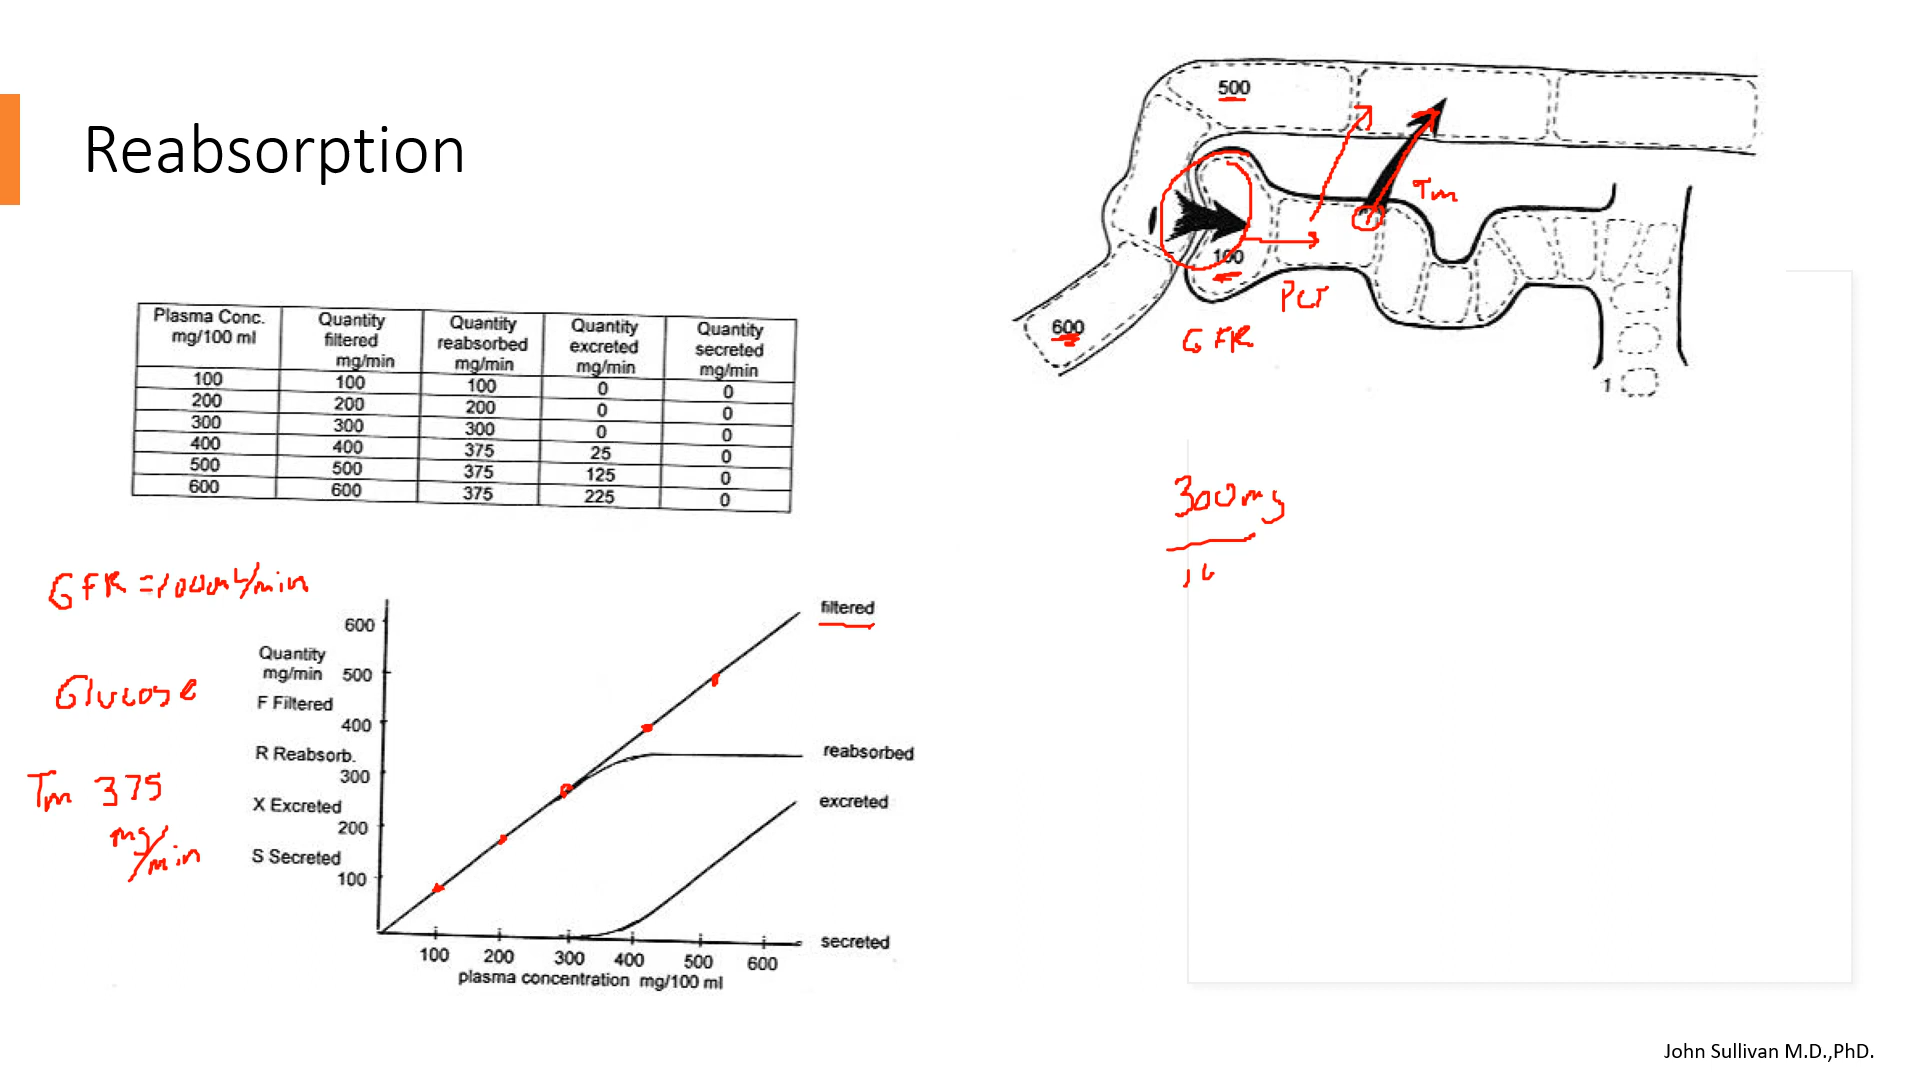 Reabsorption
500
Tm
100
PCT
600
GFR
1
Plasma Conc. mg/100 ml | Quantity filtered mg/min | Quantity reabsorbed mg/min | Quantity excreted mg/min | Quantity secreted mg/min
100 100 100 0 0
200 200 200 0 0
300 300 300 0 0
400 400 375 25 0
500 500 375 125 0
600 600 375 225 0
300mg
GFR = 100mL/min
Glucose
Tm 375
mg/min
Quantity
mg/min
F Filtered
R Reabsorb.
X Excreted
S Secreted
600
500
400
300
200
100
filtered
reabsorbed
excreted
secreted
100 200 300 400 500 600
plasma concentration mg/100 ml
John Sullivan M.D.,PhD.